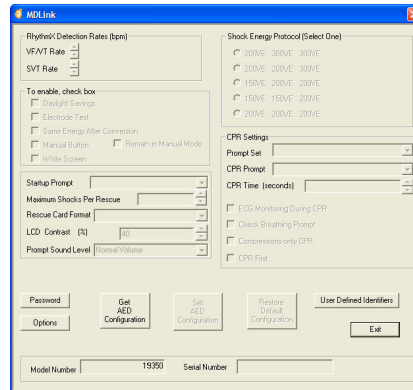 MDLink
RhythmX Detection Rates (bpm)
VF/VT Rate
SVT Rate
To enable, check box
Daylight Savings
Electrode Test
Same Energy After Conversion
Manual Button
Remain in Manual Mode
White Screen
Startup Prompt
Maximum Shocks Per Rescue
Rescue Card Format
LCD Contrast (%) 40
Prompt Sound Level Normal Volume
Shock Energy Protocol (Select One)
200VE 300VE 300VE
200VE 200VE 300VE
150VE 200VE 200VE
150VE 150VE 200VE
200VE 200VE 200VE
CPR Settings
Prompt Set
CPR Prompt
CPR Time (seconds)
ECG Monitoring During CPR
Check Breathing Prompt
Compressions-only CPR
CPR First
Password
Options
Get
AED
Configuration
Set
AED
Configuration
Restore
Default
Configuration
User Defined Identifiers
Exit
Model Number 19350 Serial Number